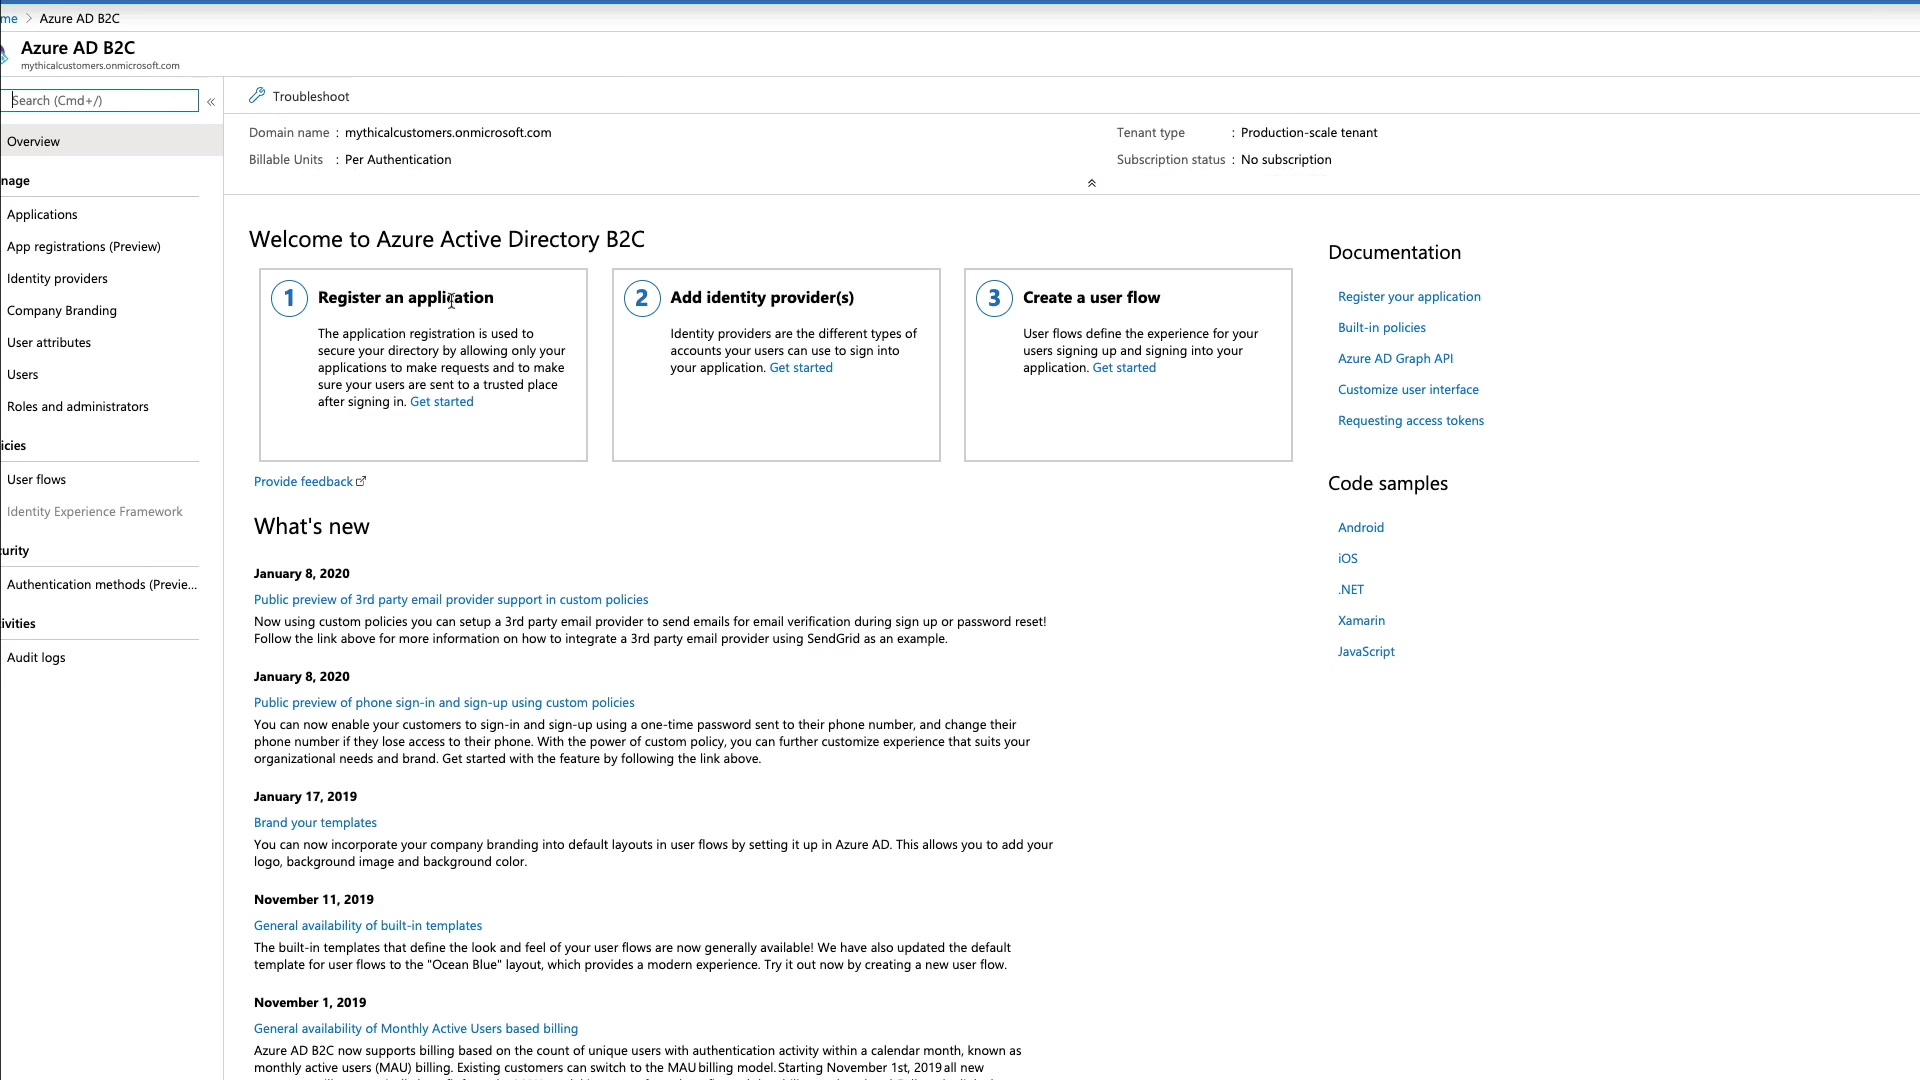 me > Azure AD B2C
Azure AD B2C
mythicalcustomers.onmicrosoft.com
Search (Cmd+/)
«
Overview
nage
Applications
App registrations (Preview)
Identity providers
Company Branding
User attributes
Users
Roles and administrators
icies
User flows
Identity Experience Framework
curity
Authentication methods (Previe...
ivities
Audit logs
Troubleshoot
Domain name : mythicalcustomers.onmicrosoft.com
Billable Units : Per Authentication
Tenant type : Production-scale tenant
Subscription status : No subscription
Welcome to Azure Active Directory B2C
1 Register an application
The application registration is used to
secure your directory by allowing only your
applications to make requests and to make
sure your users are sent to a trusted place
after signing in. Get started
2 Add identity provider(s)
Identity providers are the different types of
accounts your users can use to sign into
your application. Get started
3 Create a user flow
User flows define the experience for your
users signing up and signing into your
application. Get started
Provide feedback
What's new
January 8, 2020
Public preview of 3rd party email provider support in custom policies
Now using custom policies you can setup a 3rd party email provider to send emails for email verification during sign up or password reset!
Follow the link above for more information on how to integrate a 3rd party email provider using SendGrid as an example.
January 8, 2020
Public preview of phone sign-in and sign-up using custom policies
You can now enable your customers to sign-in and sign-up using a one-time password sent to their phone number, and change their
phone number if they lose access to their phone. With the power of custom policy, you can further customize experience that suits your
organizational needs and brand. Get started with the feature by following the link above.
January 17, 2019
Brand your templates
You can now incorporate your company branding into default layouts in user flows by setting it up in Azure AD. This allows you to add your
logo, background image and background color.
November 11, 2019
General availability of built-in templates
The built-in templates that define the look and feel of your user flows are now generally available! We have also updated the default
template for user flows to the "Ocean Blue" layout, which provides a modern experience. Try it out now by creating a new user flow.
November 1, 2019
General availability of Monthly Active Users based billing
Azure AD B2C now supports billing based on the count of unique users with authentication activity within a calendar month, known as
monthly active users (MAU) billing. Existing customers can switch to the MAU billing model. Starting November 1st, 2019 all new
Documentation
Register your application
Built-in policies
Azure AD Graph API
Customize user interface
Requesting access tokens
Code samples
Android
iOS
.NET
Xamarin
JavaScript